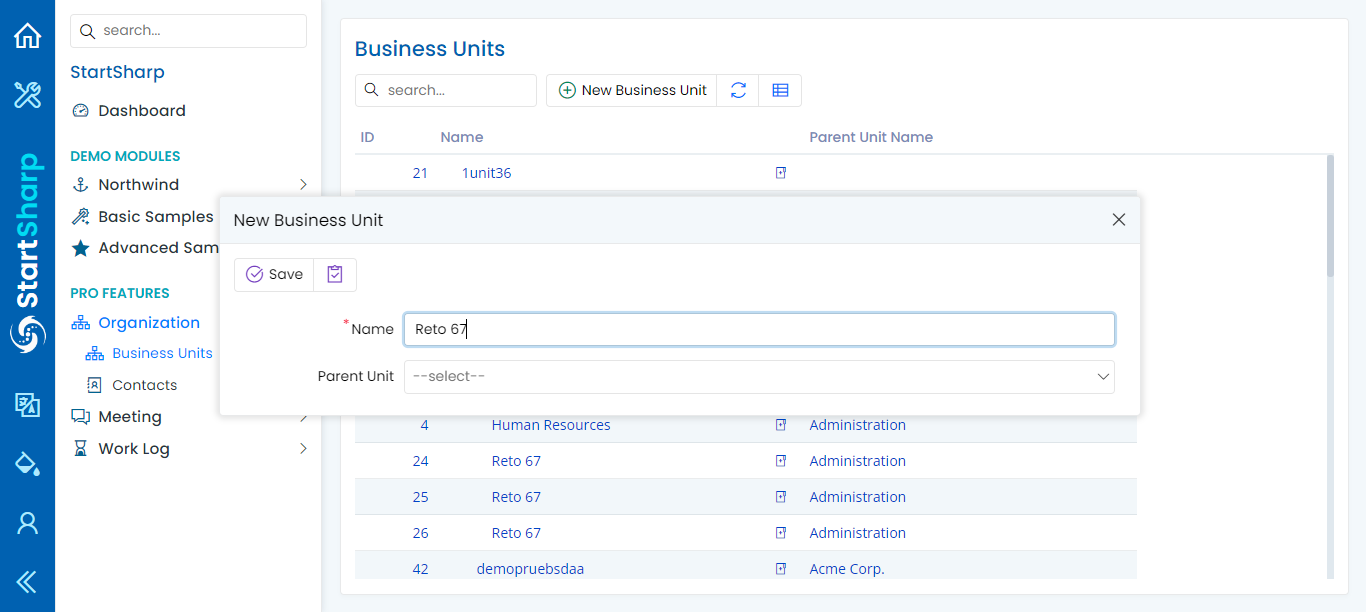 StartSharp
search...
StartSharp
Dashboard
DEMO MODULES
Northwind
Basic Samples
Advanced Sam
PRO FEATURES
Organization
Business Units
Contacts
Meeting
Work Log
Business Units
search...
New Business Unit
ID Name Parent Unit Name
21 1unit36
New Business Unit
Save
*Name Reto 67
Parent Unit --select--
4 Human Resources Administration
24 Reto 67 Administration
25 Reto 67 Administration
26 Reto 67 Administration
42 demopruebsdaa Acme Corp.